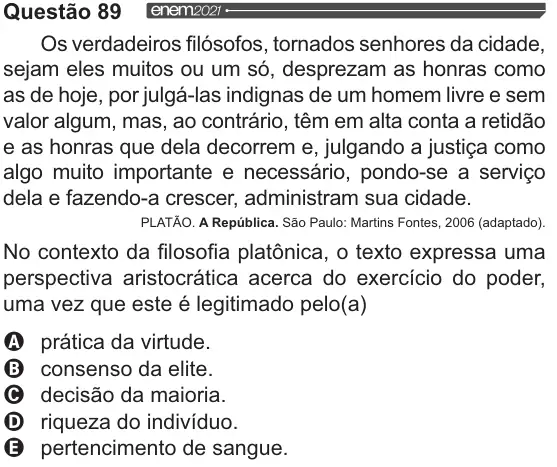 Questão 89 enem2021
Os verdadeiros filósofos, tornados senhores da cidade,
sejam eles muitos ou um só, desprezam as honras como
as de hoje, por julgá-las indignas de um homem livre e sem
valor algum, mas, ao contrário, têm em alta conta a retidão
e as honras que dela decorrem e, julgando a justiça como
algo muito importante e necessário, pondo-se a serviço
dela e fazendo-a crescer, administram sua cidade.
PLATÃO. A República. São Paulo: Martins Fontes, 2006 (adaptado).
No contexto da filosofia platônica, o texto expressa uma
perspectiva aristocrática acerca do exercício do poder,
uma vez que este é legitimado pelo(a)
A prática da virtude.
B consenso da elite.
C decisão da maioria.
D riqueza do indivíduo.
E pertencimento de sangue.